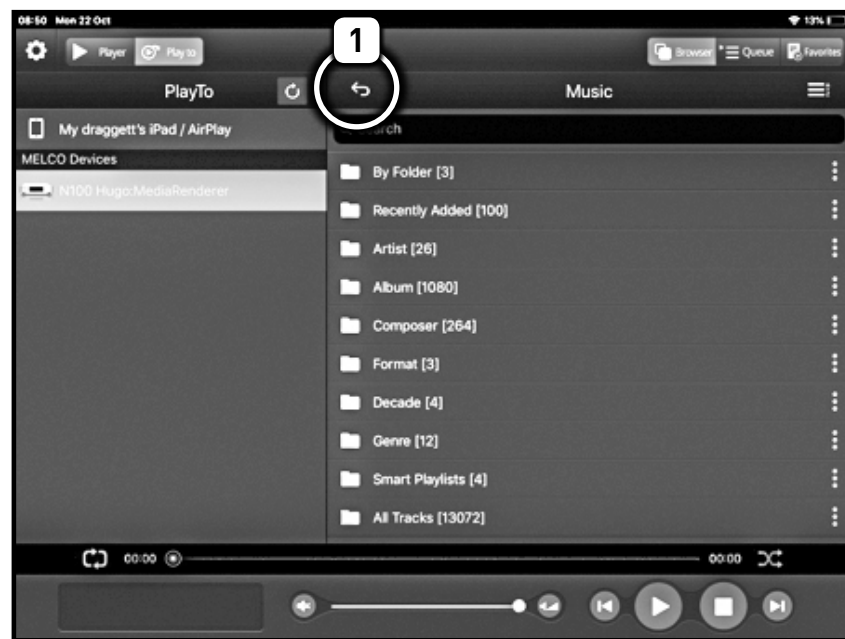 08:50 Mon 22 Oct 13%
1
Player Play to Browser Queue Favorites
PlayTo Music
My draggett's iPad / AirPlay
MELCO Devices
N100 Hugo:MediaRenderer
By Folder [3]
Recently Added [100]
Artist [26]
Album [1080]
Composer [264]
Format [3]
Decade [4]
Genre [12]
Smart Playlists [4]
All Tracks [13072]
00:00 00:00